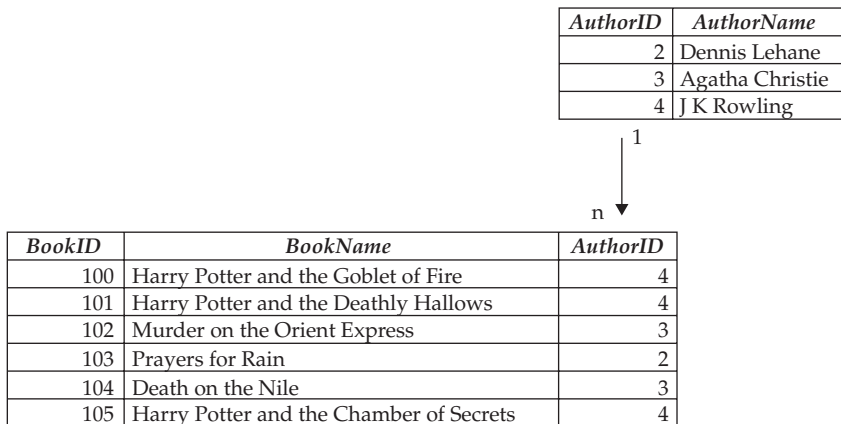 AuthorID AuthorName
2 Dennis Lehane
3 Agatha Christie
4 J K Rowling
1
n
BookID BookName AuthorID
100 Harry Potter and the Goblet of Fire 4
101 Harry Potter and the Deathly Hallows 4
102 Murder on the Orient Express 3
103 Prayers for Rain 2
104 Death on the Nile 3
105 Harry Potter and the Chamber of Secrets 4